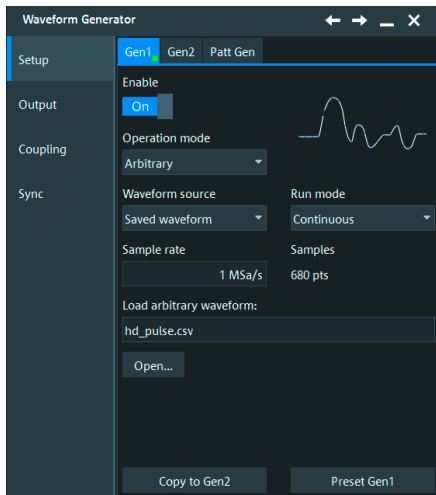 Waveform Generator
Setup
Output
Coupling
Sync
Gen1 Gen2 Patt Gen
Enable
On
Operation mode
Arbitrary
Waveform source Run mode
Saved waveform Continuous
Sample rate Samples
1 MSa/s 680 pts
Load arbitrary waveform:
hd_pulse.csv
Open...
Copy to Gen2 Preset Gen1